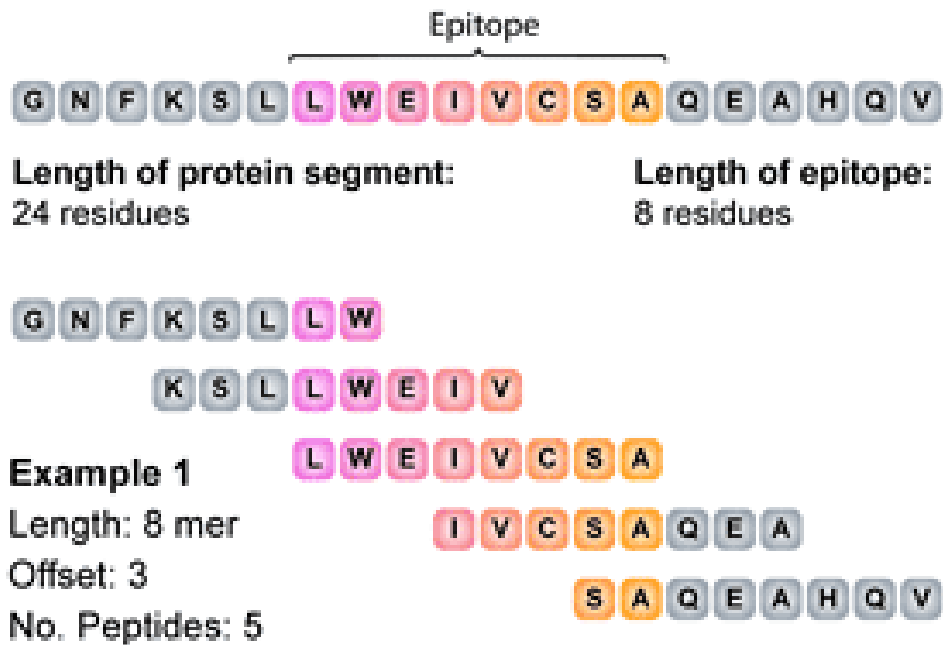 Epitope
G N F K S L L W E I V C S A Q E A H Q V
Length of protein segment:
24 residues
Length of epitope:
8 residues
G N F K S L L W
K S L L W E I V
L W E I V C S A
I V C S A Q E A
S A Q E A H Q V
Example 1
Length: 8 mer
Offset: 3
No. Peptides: 5